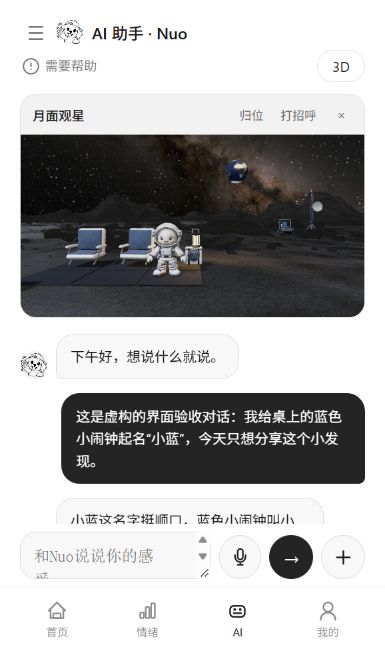 AI 助手 · Nuo
需要帮助
3D
月面观星
归位
打招呼
×
下午好，想说什么就说。
这是虚构的界面验收对话：我给桌上的蓝色
小闹钟起名“小蓝”，今天只想分享这个小发
现。
小蓝这名字挺顺口，蓝色小闹钟叫小
和Nuo说说你的感
受
首页
情绪
AI
我的